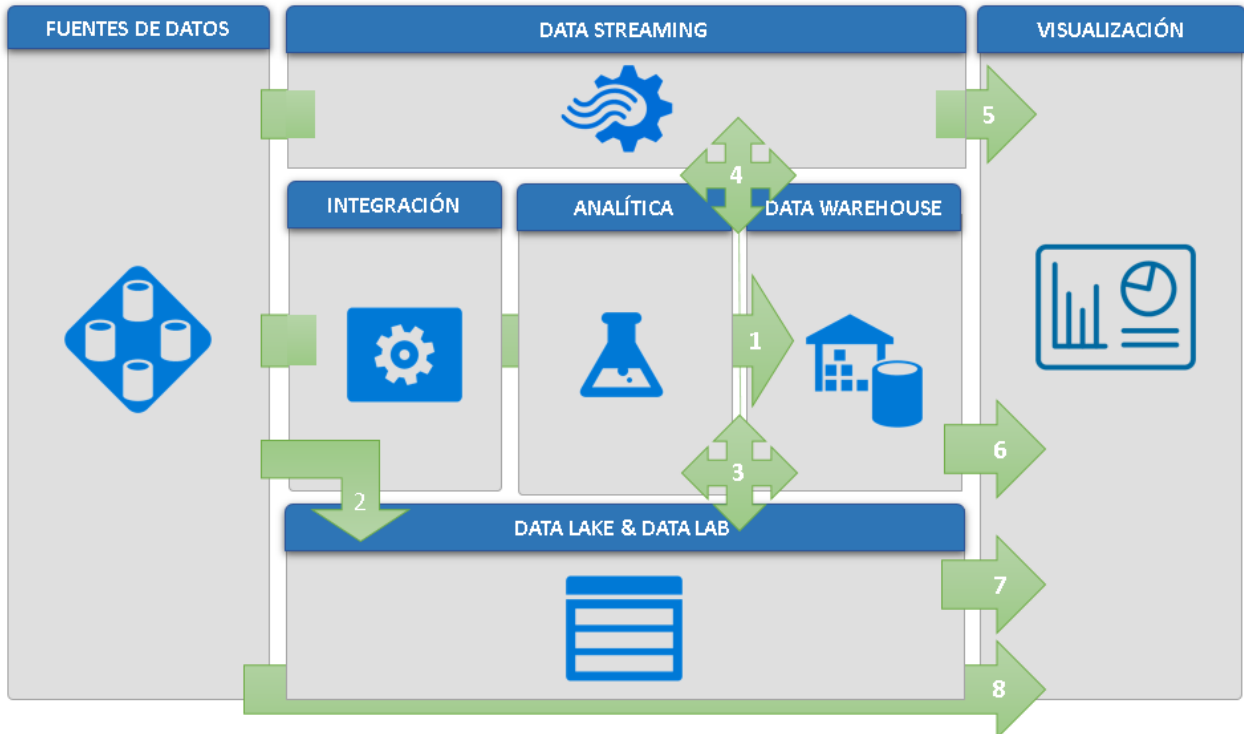 FUENTES DE DATOS
DATA STREAMING
VISUALIZACIÓN
5
4
INTEGRACIÓN
ANALÍTICA
DATA WAREHOUSE
1
6
3
2
DATA LAKE & DATA LAB
7
8